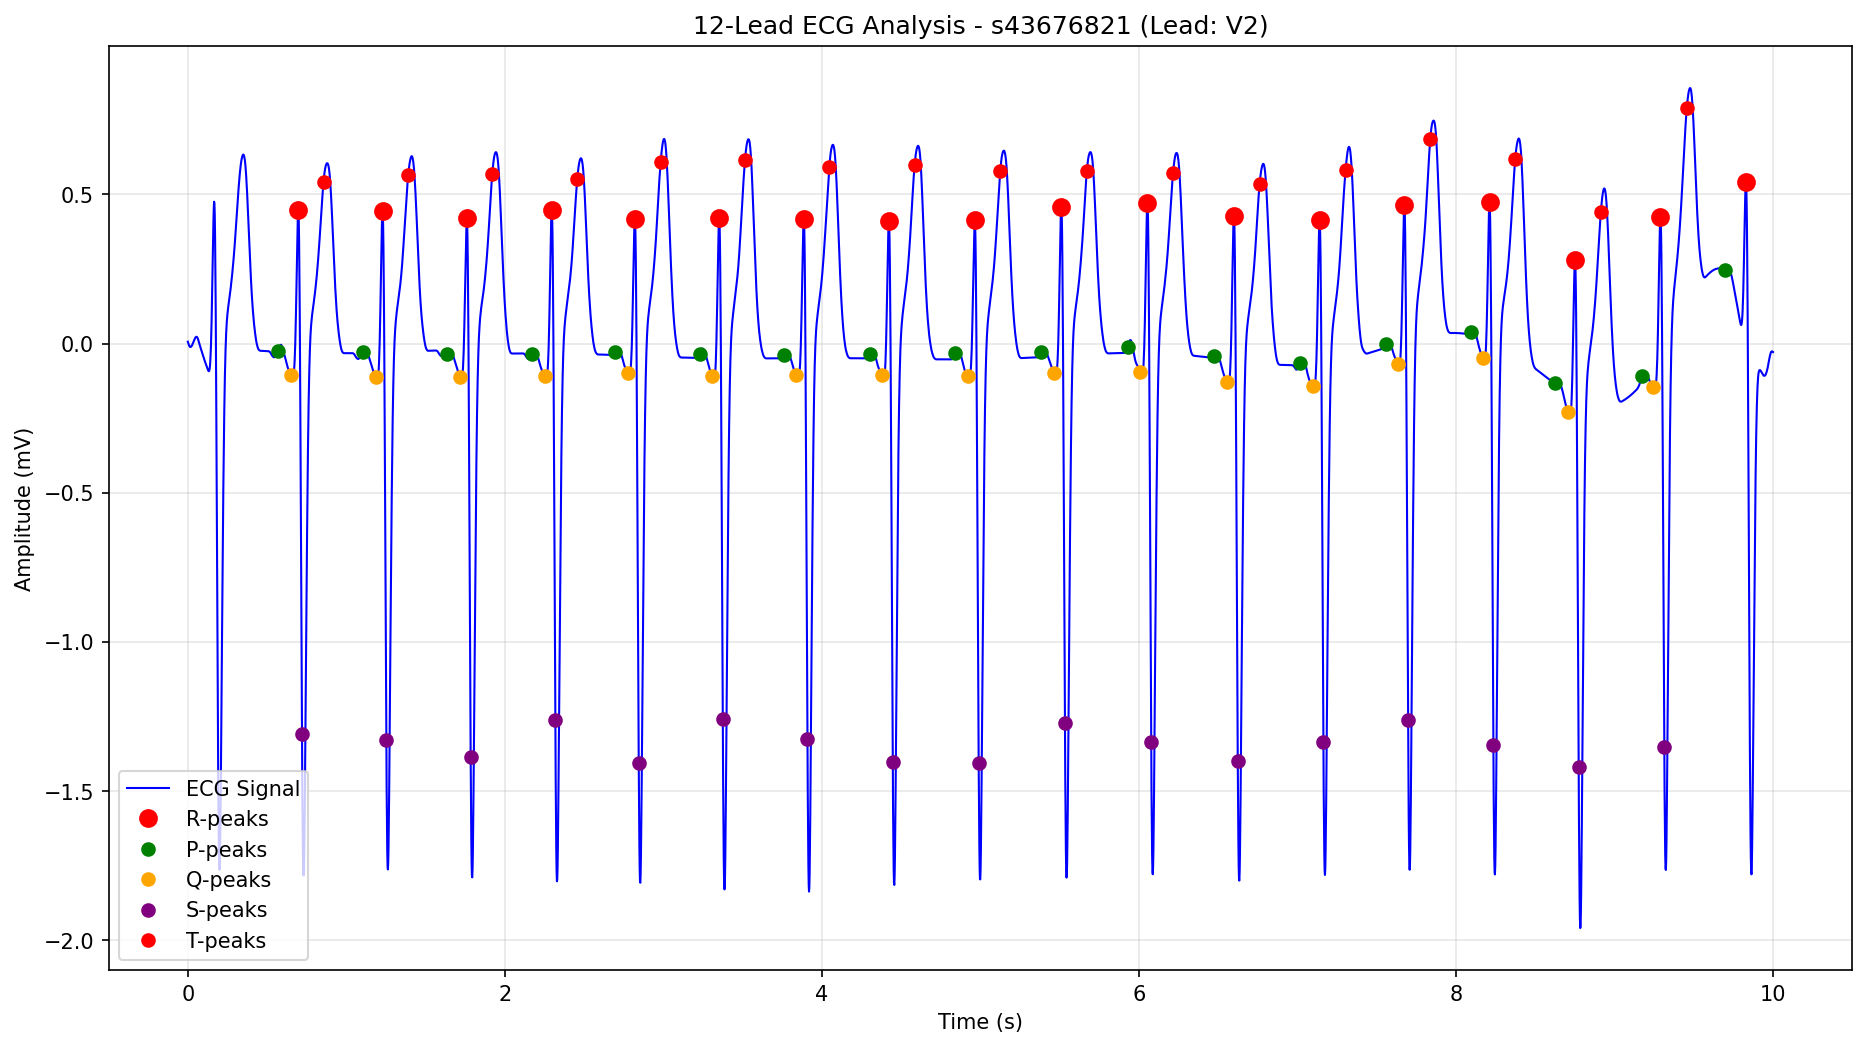 12-Lead ECG Analysis - s43676821 (Lead: V2)
Amplitude (mV)
0.5
0.0
−0.5
−1.0
−1.5
−2.0
ECG Signal
R-peaks
P-peaks
Q-peaks
S-peaks
T-peaks
0 2 4 6 8 10
Time (s)